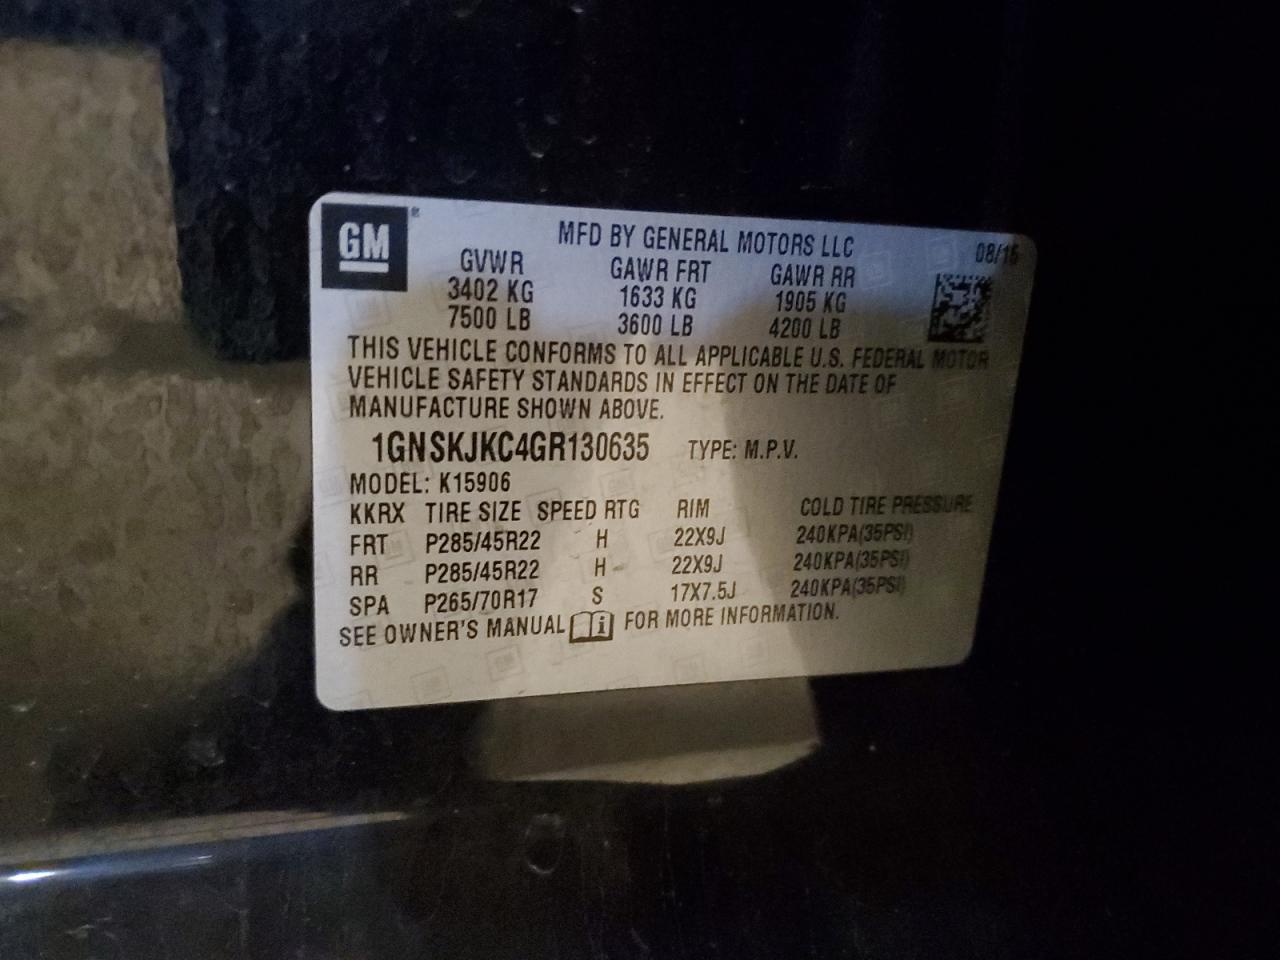 GM
MFD BY GENERAL MOTORS LLC 08/15
GVWR GAWR FRT GAWR RR
3402 KG 1633 KG 1905 KG
7500 LB 3600 LB 4200 LB
THIS VEHICLE CONFORMS TO ALL APPLICABLE U.S. FEDERAL MOTOR
VEHICLE SAFETY STANDARDS IN EFFECT ON THE DATE OF
MANUFACTURE SHOWN ABOVE.
1GNSKJKC4GR130635 TYPE: M.P.V.
MODEL: K15906
KKRX TIRE SIZE SPEED RTG RIM COLD TIRE PRESSURE
FRT P285/45R22 H 22X9J 240KPA(35PSI)
RR P285/45R22 H 22X9J 240KPA(35PSI)
SPA P265/70R17 S 17X7.5J 240KPA(35PSI)
SEE OWNER'S MANUAL FOR MORE INFORMATION.